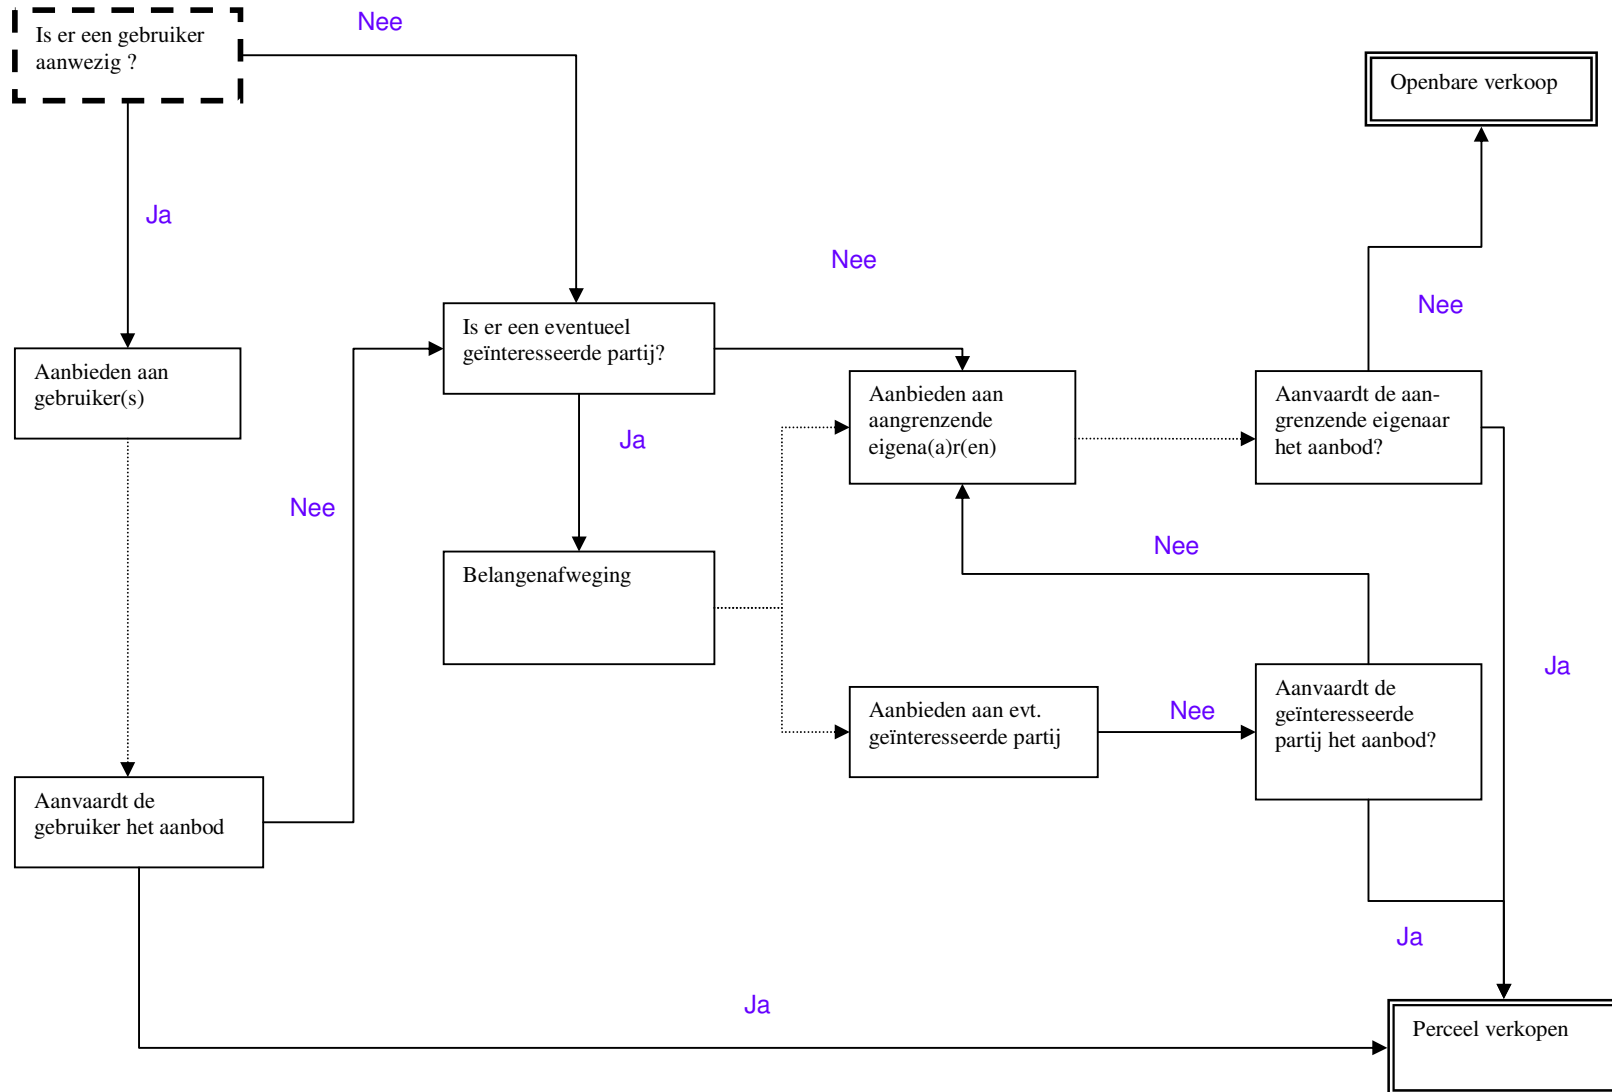 Is er een gebruiker
aanwezig ?
Nee
Openbare verkoop
Ja
Nee
Nee
Is er een eventueel
geïnteresseerde partij?
Aanbieden aan
gebruiker(s)
Aanbieden aan
aangrenzende
eigena(a)r(en)
Aanvaardt de aan-
grenzende eigenaar
het aanbod?
Ja
Nee
Nee
Belangenafweging
Ja
Aanbieden aan evt.
geïnteresseerde partij
Nee
Aanvaardt de
geïnteresseerde
partij het aanbod?
Aanvaardt de
gebruiker het aanbod
Ja
Ja
Perceel verkopen